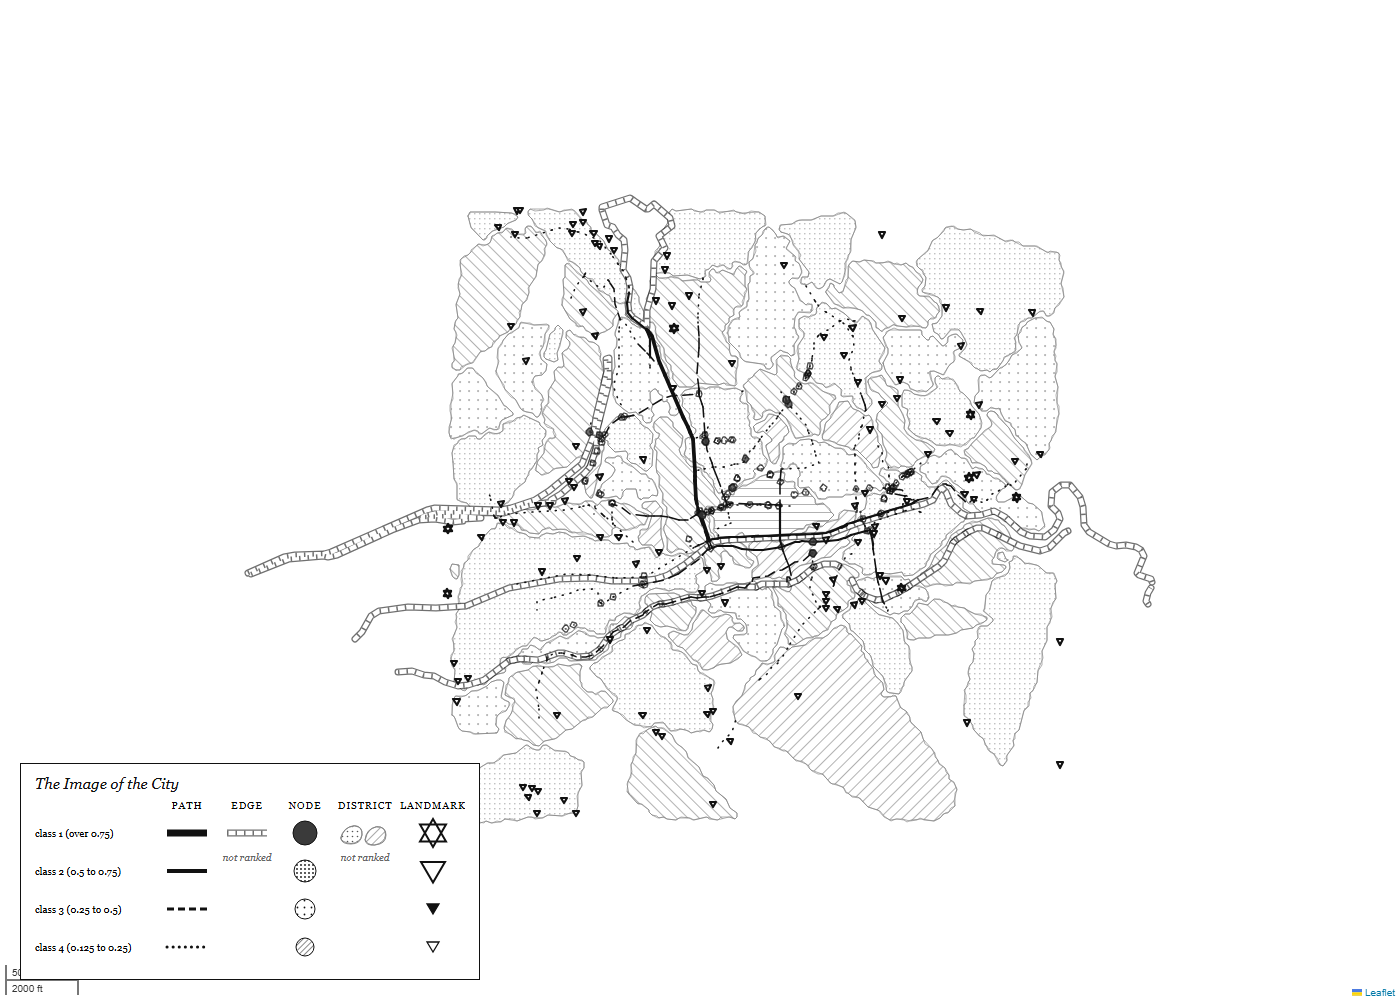 The Image of the City
PATH EDGE NODE DISTRICT LANDMARK
class 1 (over 0.75)
not ranked not ranked
class 2 (0.5 to 0.75)
class 3 (0.25 to 0.5)
class 4 (0.125 to 0.25)
2000 ft
Leaflet